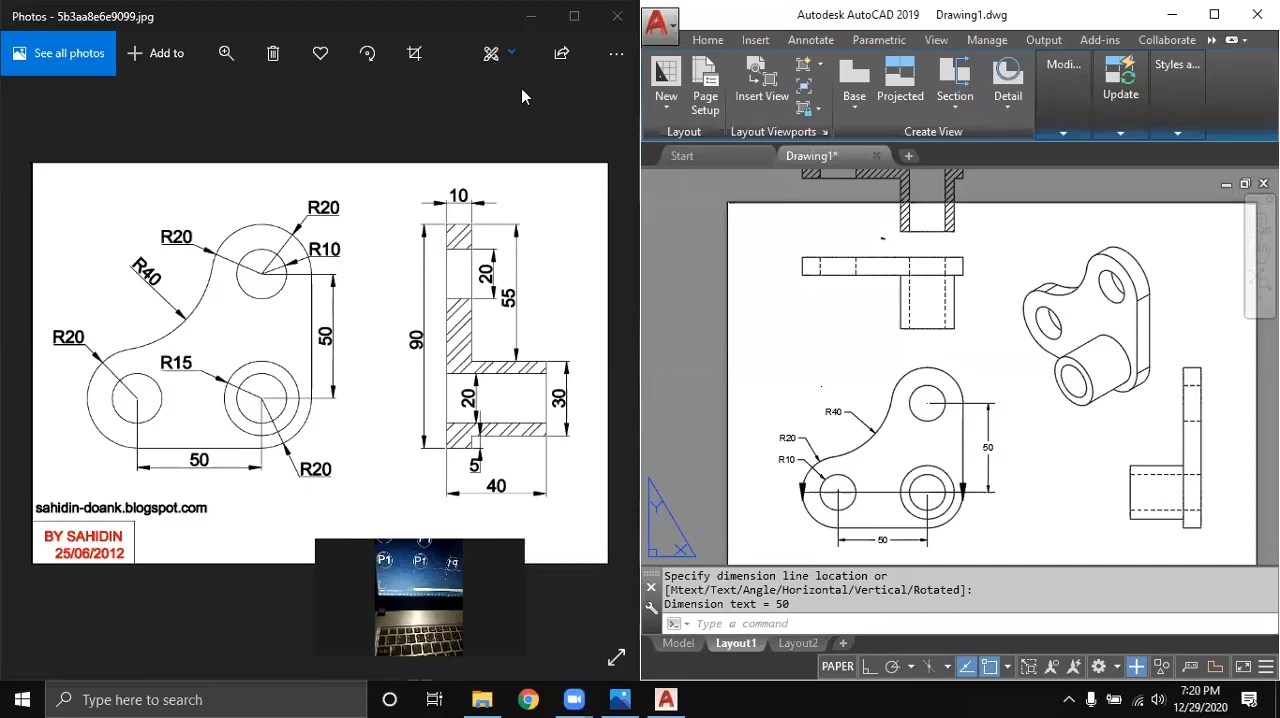 Photos - 5b3aa8e6e9099.jpg
See all photos
Add to
R20
R20
R10
R40
R20
R15
50
50
R20
10
20
55
90
20
30
5
40
sahidin-doank.blogspot.com
BY SAHIDIN
25/06/2012
P1
P1
Autodesk AutoCAD 2019 Drawing1.dwg
Home Insert Annotate Parametric View Manage Output Add-ins Collaborate
New
Page Setup
Insert View
Base
Projected
Section
Detail
Modi...
Update
Styles a...
Layout
Layout Viewports
Create View
Start
Drawing1*
R40
R20
R10
50
50
Y
X
Specify dimension line location or
[Mtext/Text/Angle/Horizontal/Vertical/Rotated]:
Dimension text = 50
Type a command
Model Layout1 Layout2
PAPER
Type here to search
7:20 PM
12/29/2020